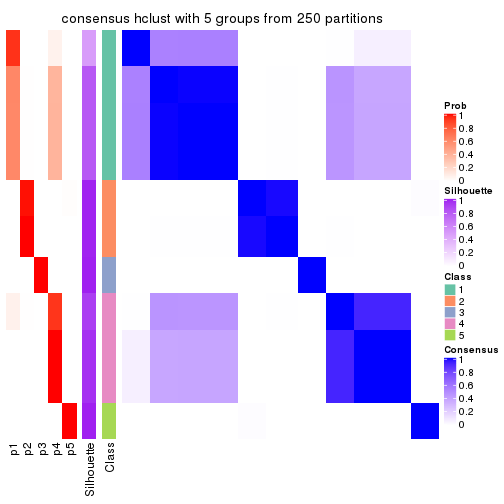 consensus hclust with 5 groups from 250 partitions
Prob
1
0.8
0.6
0.4
0.2
0
Silhouette
1
0.8
0.6
0.4
0.2
0
Class
1
2
3
4
5
Consensus
1
0.8
0.6
0.4
0.2
0
p1
p2
p3
p4
p5
Silhouette
Class